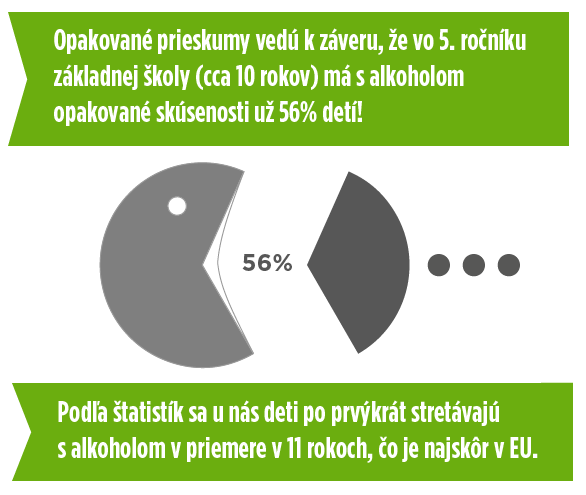 Opakované prieskumy vedú k záveru, že vo 5. ročníku
základnej školy (cca 10 rokov) má s alkoholom
opakované skúsenosti už 56% detí!
56%
Podľa štatistík sa u nás deti po prvýkrát stretávajú
s alkoholom v priemere v 11 rokoch, čo je najskôr v EU.